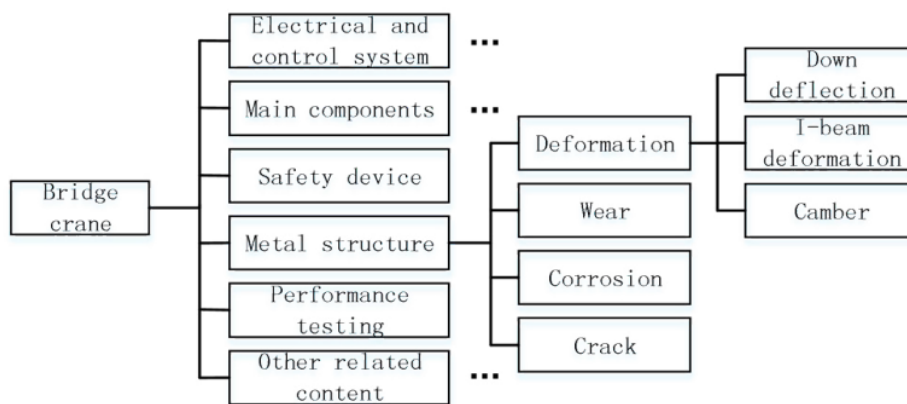 Electrical and
control system
...
Main components
...
Safety device
Bridge
crane
Metal structure
Performance
testing
Other related
content
...
Deformation
Wear
Corrosion
Crack
Down
deflection
I-beam
deformation
Camber